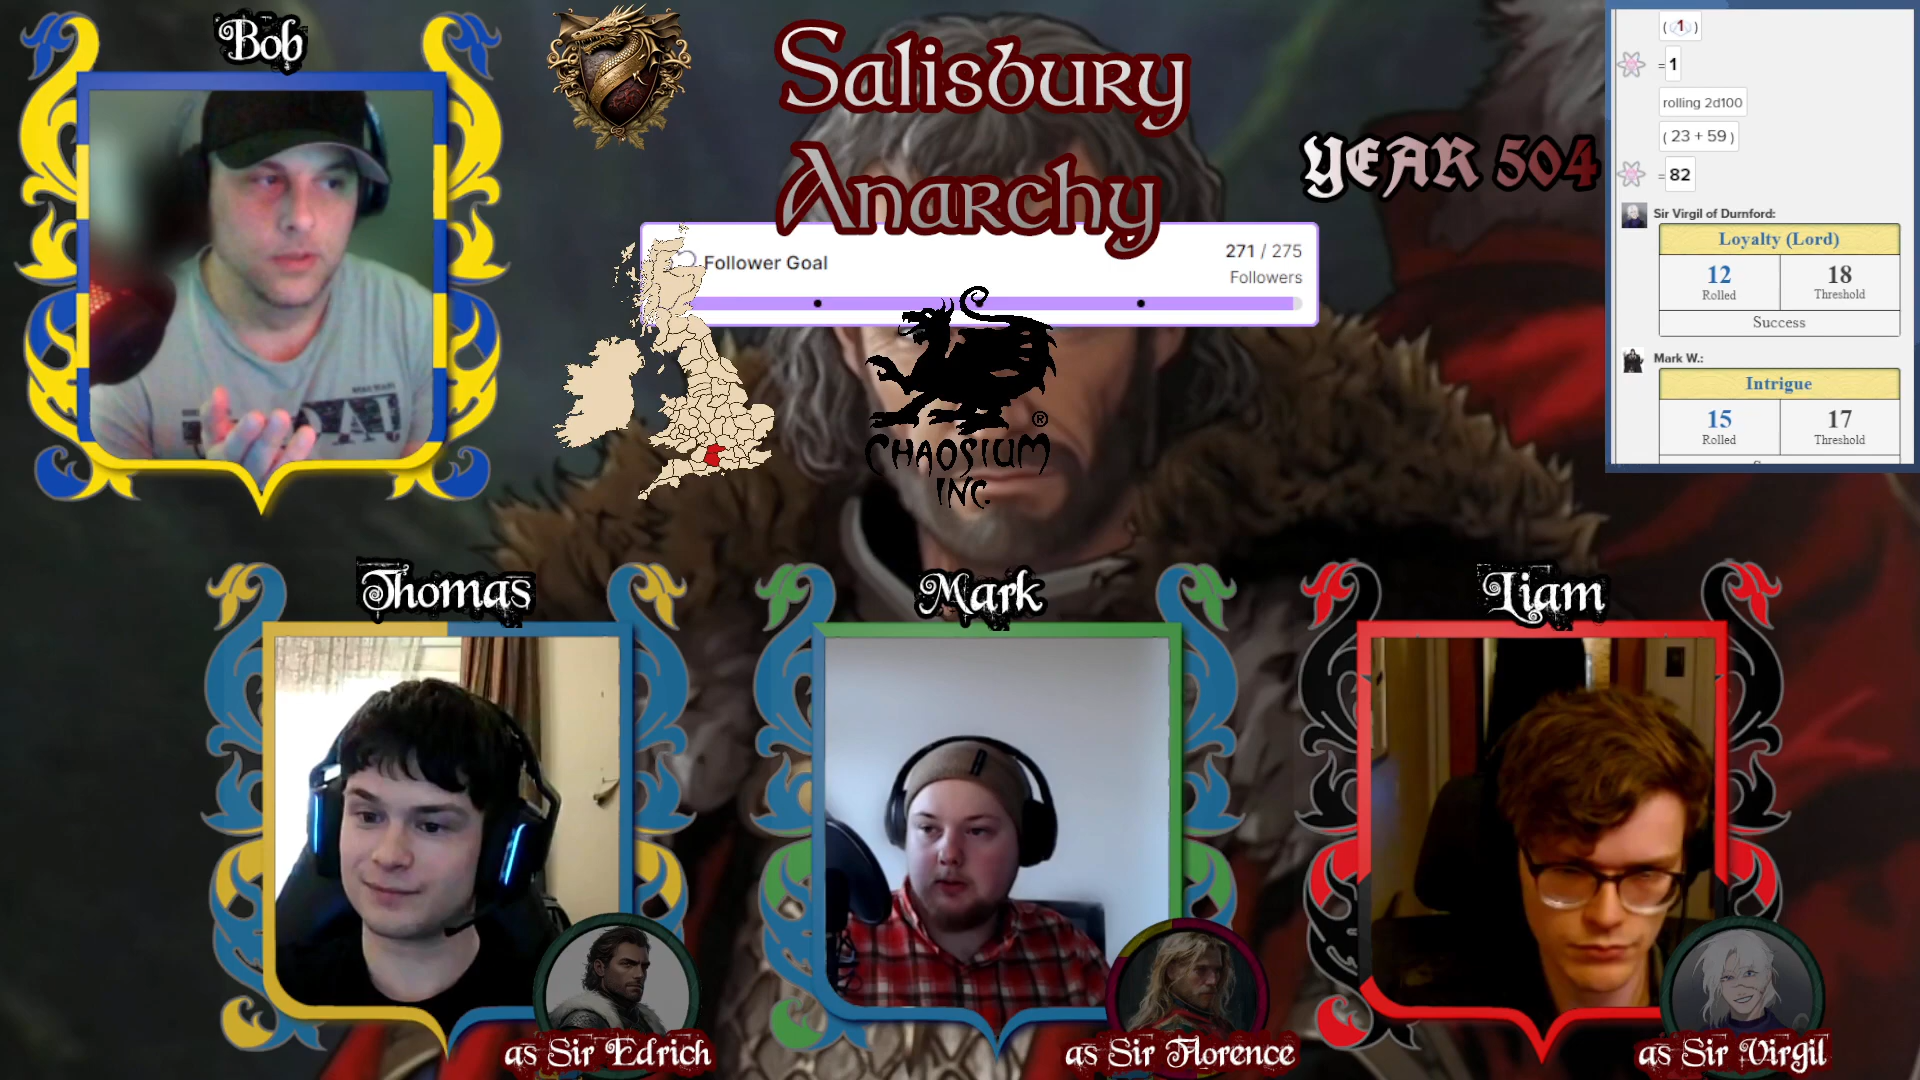 Bob
Salisbury
Anarchy
YEAR 504
Follower Goal
271 / 275
Followers
®
CHAOSIUM
INC.
( 1 )
= 1
rolling 2d100
( 23 + 59 )
= 82
Sir Virgil of Durnford:
Loyalty (Lord)
12 18
Rolled Threshold
Success
Mark W.:
Intrigue
15 17
Rolled Threshold
Thomas
Mark
Liam
as Sir Edrich
as Sir Florence
as Sir Virgil